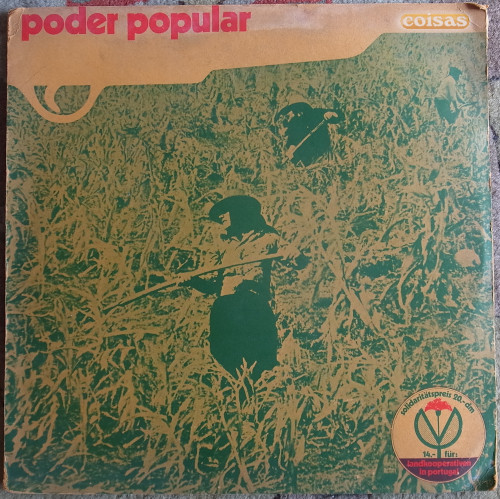 poder popular
coisas
solidaritätspreis 20.-dm
14.- für:
landkooperativen
in portugal